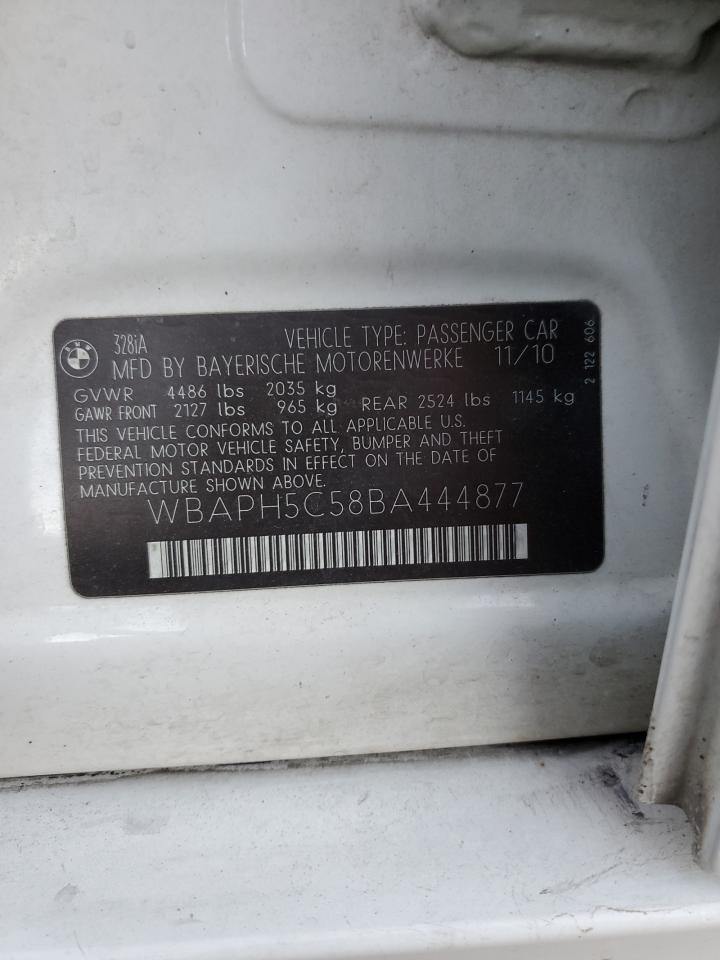 BMW
328iA VEHICLE TYPE: PASSENGER CAR
MFD BY BAYERISCHE MOTORENWERKE 11/10
GVWR 4486 lbs 2035 kg
GAWR FRONT 2127 lbs 965 kg REAR 2524 lbs 1145 kg
THIS VEHICLE CONFORMS TO ALL APPLICABLE U.S.
FEDERAL MOTOR VEHICLE SAFETY, BUMPER AND THEFT
PREVENTION STANDARDS IN EFFECT ON THE DATE OF
MANUFACTURE SHOWN ABOVE.
WBAPH5C58BA444877
2 122 606